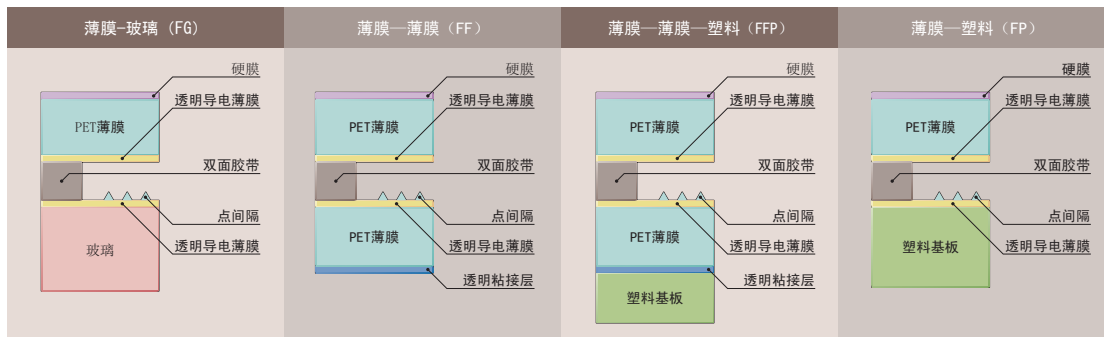 薄膜-玻璃（FG）
硬膜
透明导电薄膜
PET薄膜
双面胶带
点间隔
透明导电薄膜
玻璃
薄膜—薄膜（FF）
硬膜
透明导电薄膜
PET薄膜
双面胶带
点间隔
PET薄膜
透明导电薄膜
透明粘接层
薄膜—薄膜—塑料（FFP）
硬膜
透明导电薄膜
PET薄膜
双面胶带
点间隔
PET薄膜
透明导电薄膜
透明粘接层
塑料基板
薄膜—塑料（FP）
硬膜
透明导电薄膜
PET薄膜
双面胶带
点间隔
透明导电薄膜
塑料基板